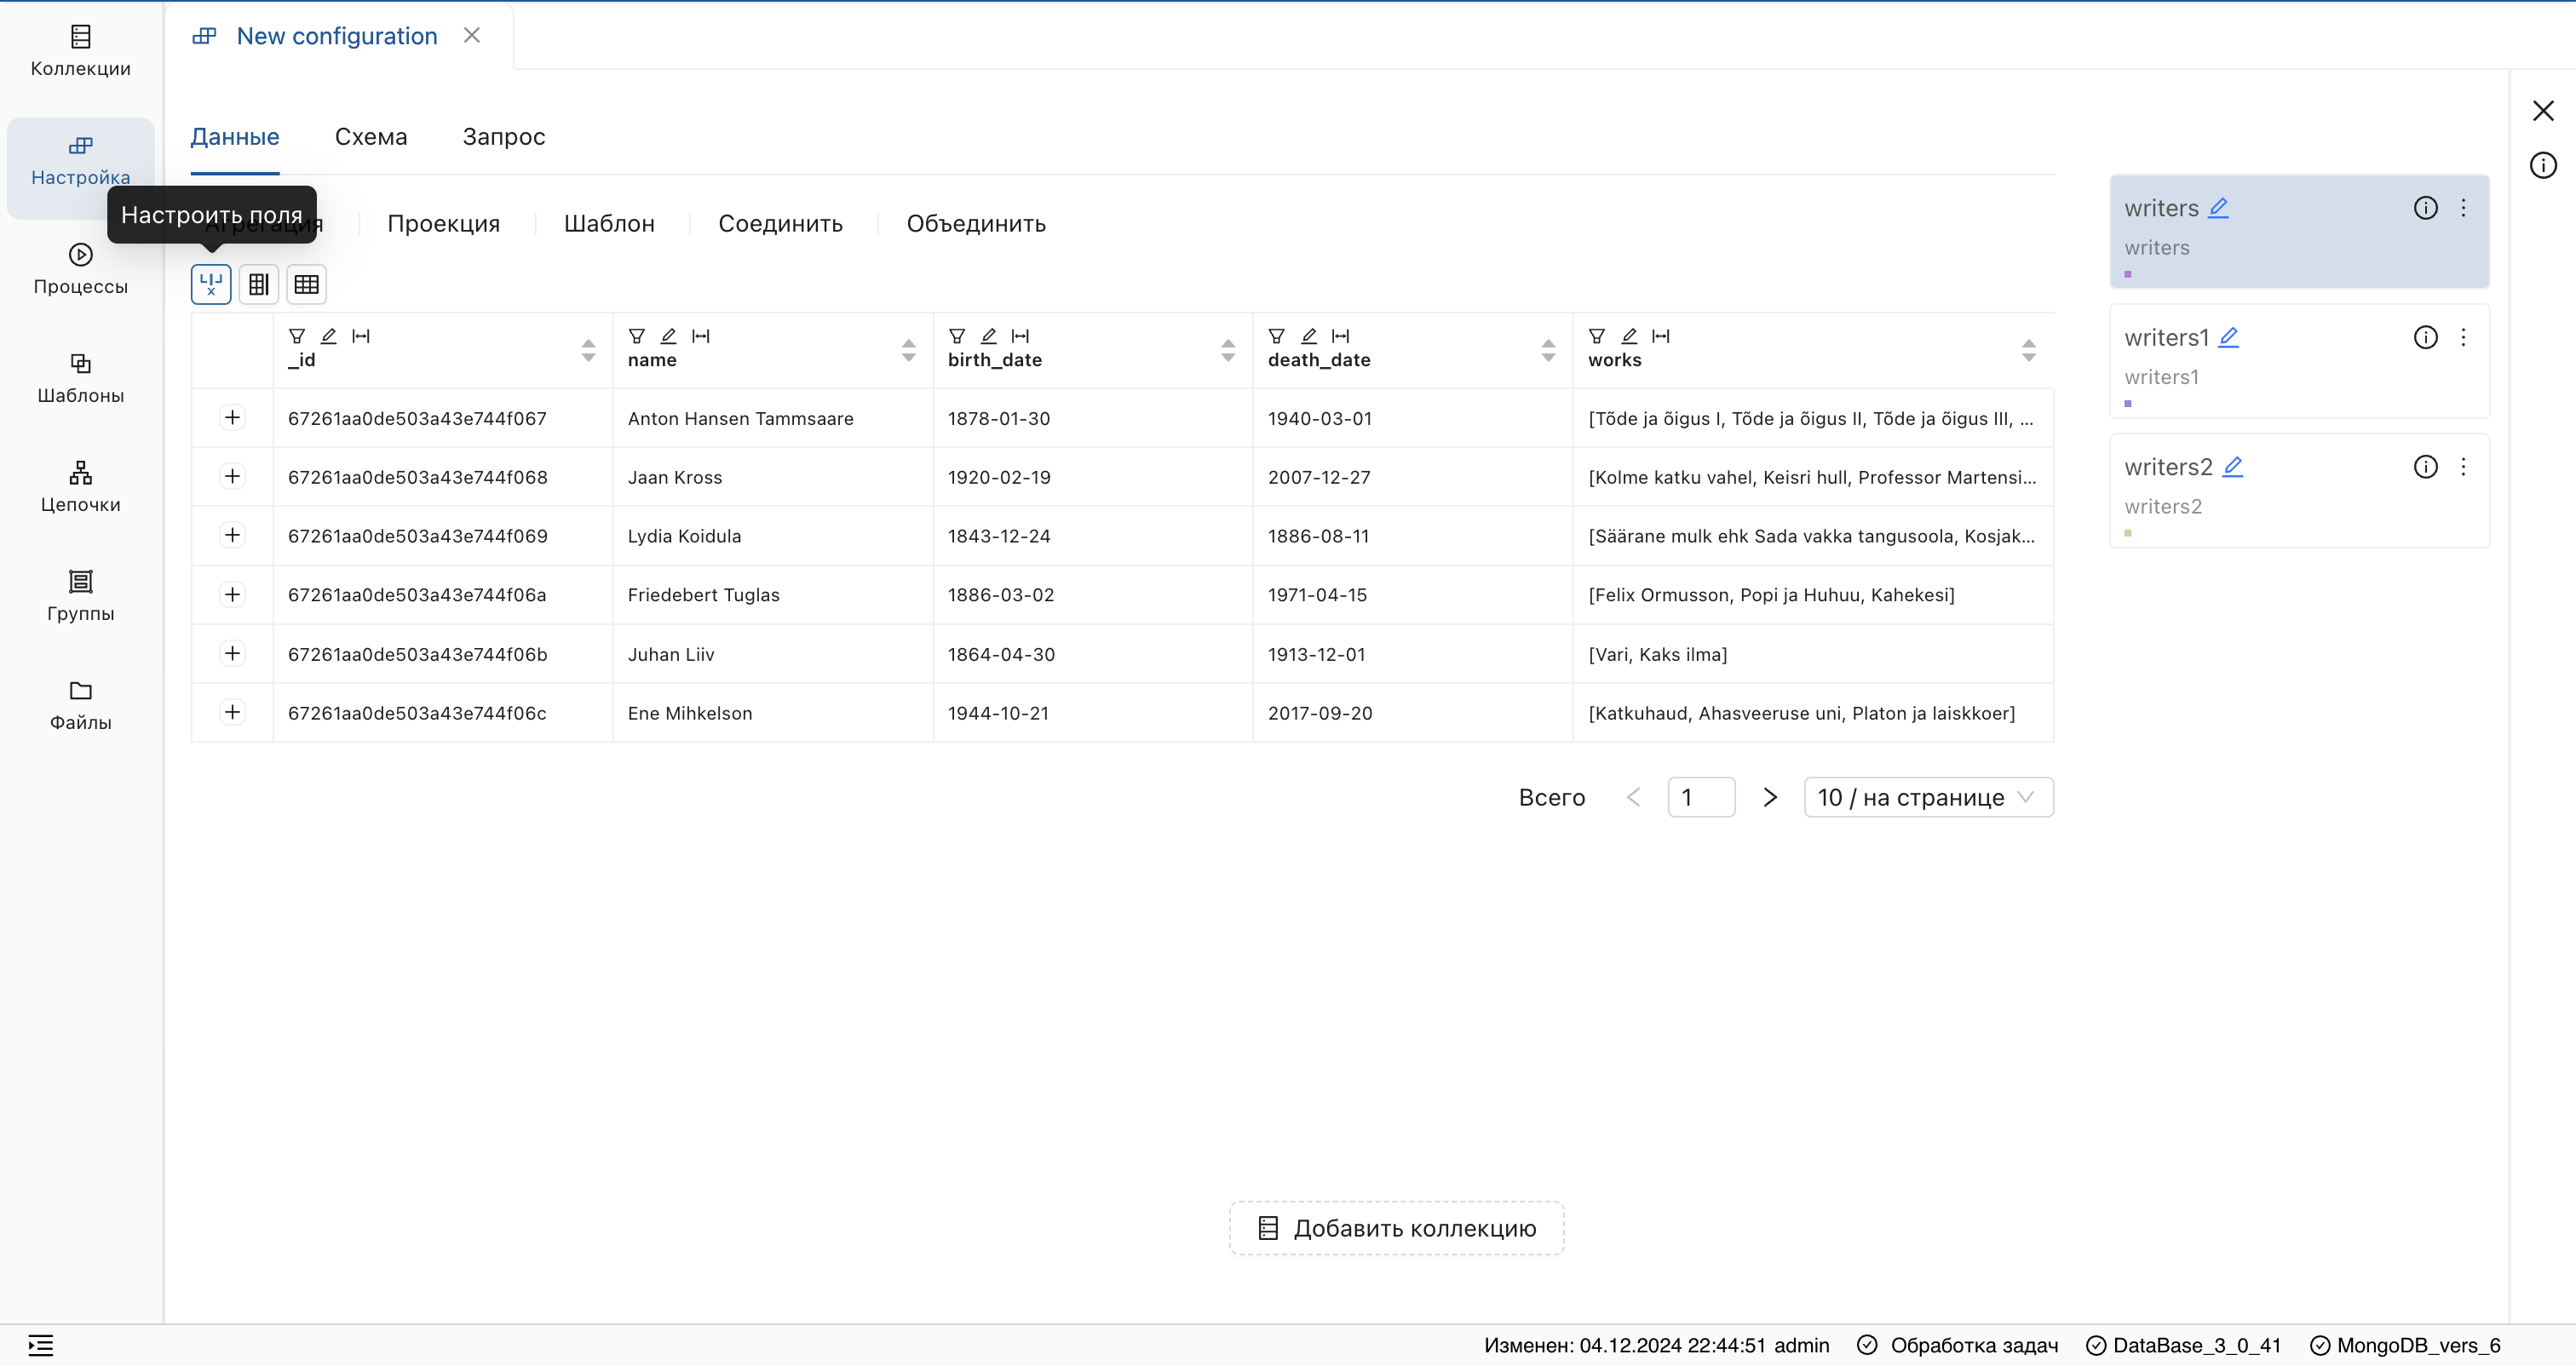 New configuration
Коллекции
Настройка
Процессы
Шаблоны
Цепочки
Группы
Файлы
Данные Схема Запрос
Настроить поля
Агрегация Проекция Шаблон Соединить Объединить
_id name birth_date death_date works
67261aa0de503a43e744f067 Anton Hansen Tammsaare 1878-01-30 1940-03-01 [Tõde ja õigus I, Tõde ja õigus II, Tõde ja õigus III, ...
67261aa0de503a43e744f068 Jaan Kross 1920-02-19 2007-12-27 [Kolme katku vahel, Keisri hull, Professor Martensi...
67261aa0de503a43e744f069 Lydia Koidula 1843-12-24 1886-08-11 [Säärane mulk ehk Sada vakka tangusoola, Kosjak...
67261aa0de503a43e744f06a Friedebert Tuglas 1886-03-02 1971-04-15 [Felix Ormusson, Popi ja Huhuu, Kahekesi]
67261aa0de503a43e744f06b Juhan Liiv 1864-04-30 1913-12-01 [Vari, Kaks ilma]
67261aa0de503a43e744f06c Ene Mihkelson 1944-10-21 2017-09-20 [Katkuhaud, Ahasveeruse uni, Platon ja laiskkoer]
Всего 1 10 / на странице
writers
writers
writers1
writers1
writers2
writers2
Добавить коллекцию
Изменен: 04.12.2024 22:44:51 admin Обработка задач DataBase_3_0_41 MongoDB_vers_6